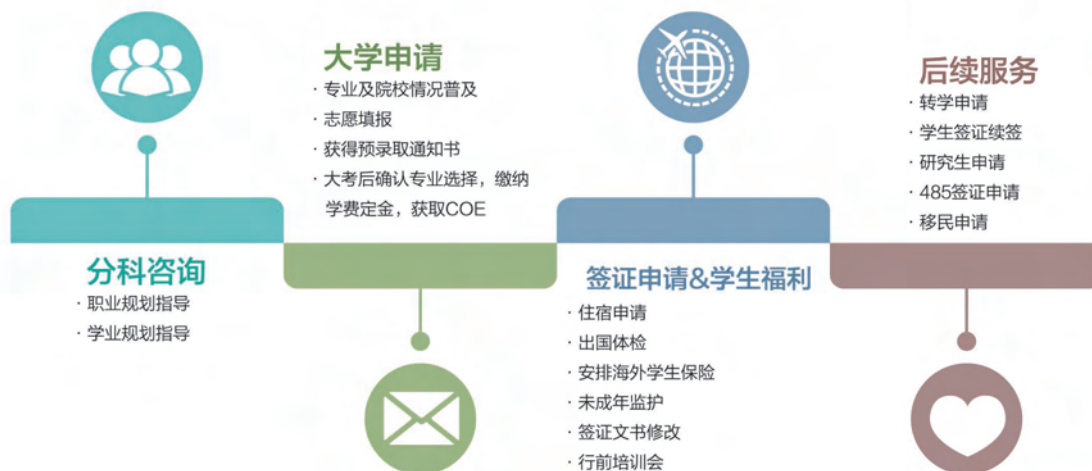 分科咨询
· 职业规划指导
· 学业规划指导
大学申请
· 专业及院校情况普及
· 志愿填报
· 获得预录取通知书
· 大考后确认专业选择，缴纳
学费定金，获取COE
签证申请&学生福利
· 住宿申请
· 出国体检
· 安排海外学生保险
· 未成年监护
· 签证文书修改
· 行前培训会
后续服务
· 转学申请
· 学生签证续签
· 研究生申请
· 485签证申请
· 移民申请